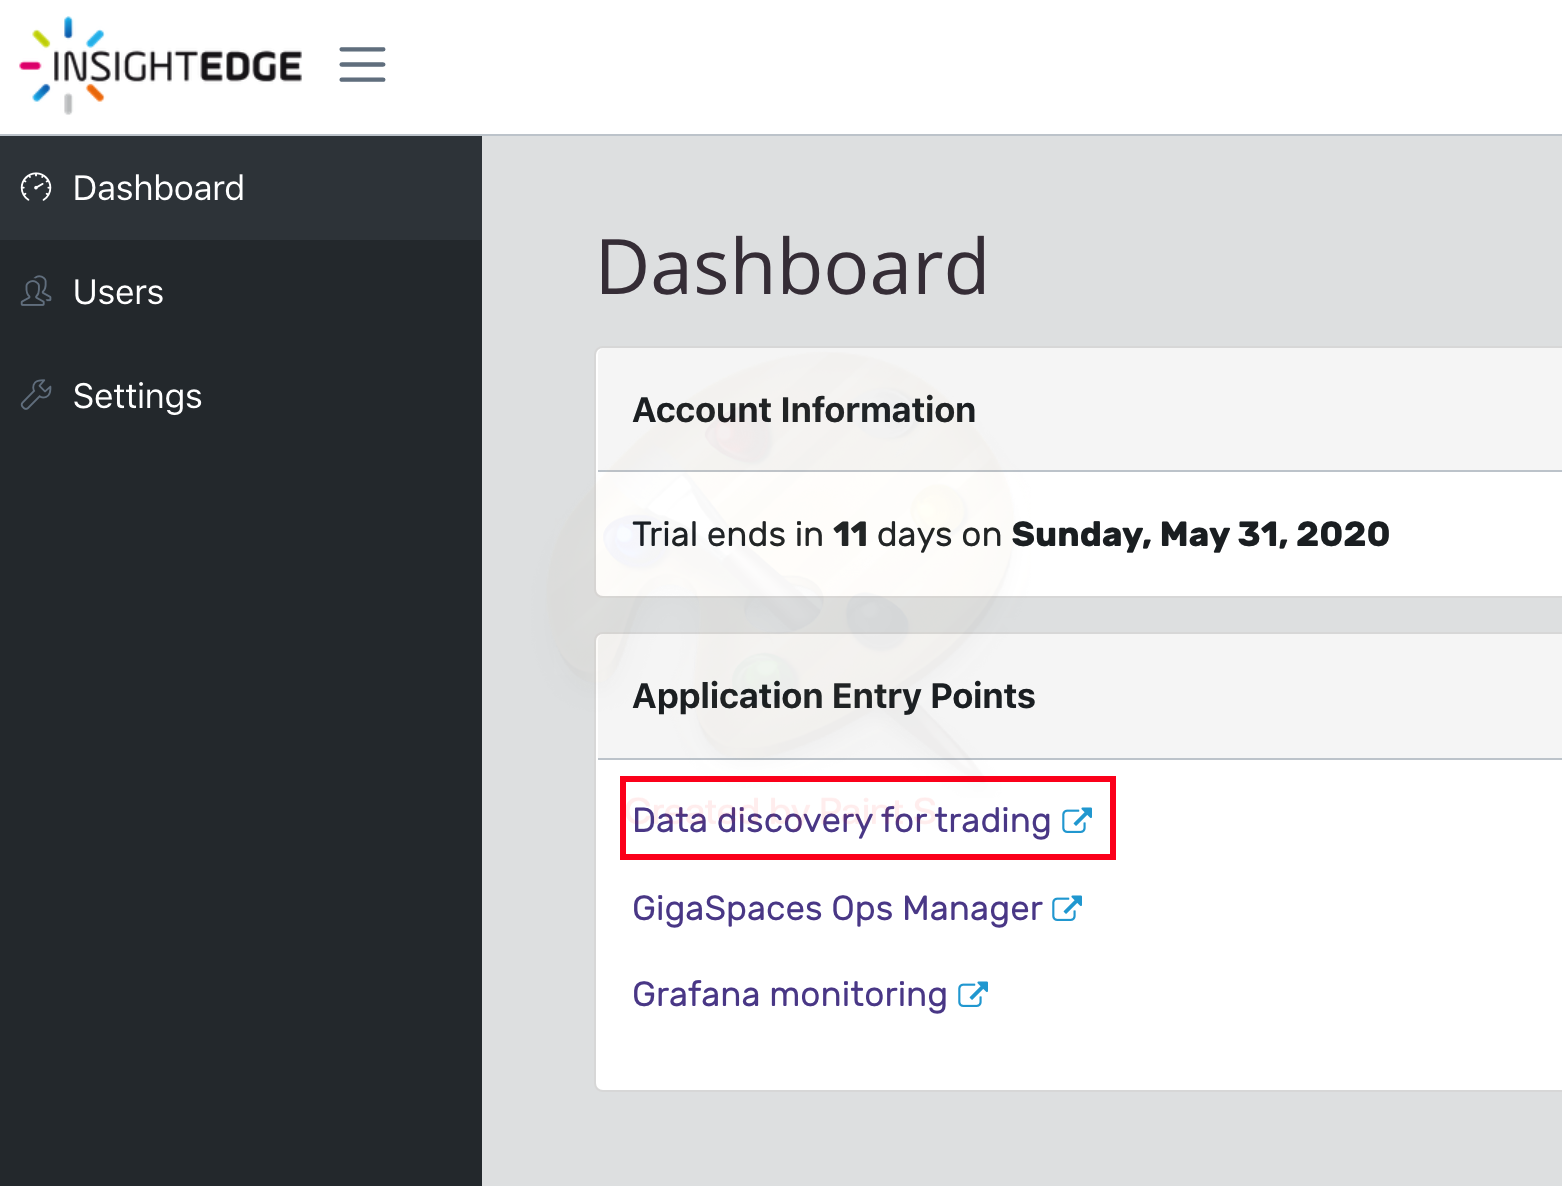 INSIGHTEDGE
Dashboard
Users
Settings
Dashboard
Account Information
Trial ends in 11 days on Sunday, May 31, 2020
Application Entry Points
Created by Paint S
Data discovery for trading
GigaSpaces Ops Manager
Grafana monitoring